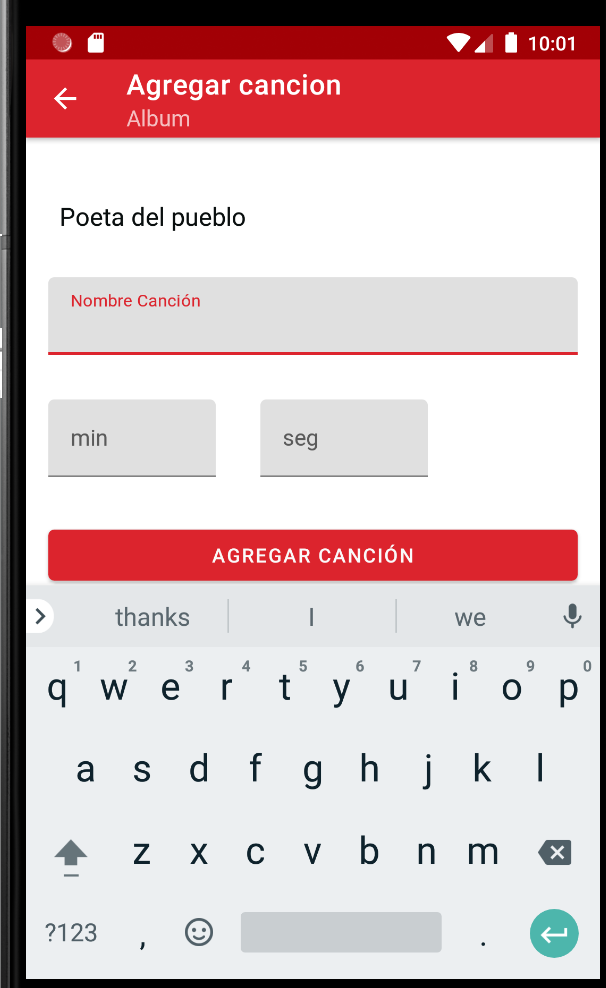 10:01
Agregar cancion
Album
Poeta del pueblo
Nombre Canción
min seg
AGREGAR CANCIÓN
thanks I we
1 2 3 4 5 6 7 8 9 0
q w e r t y u i o p
a s d f g h j k l
z x c v b n m
?123 , .